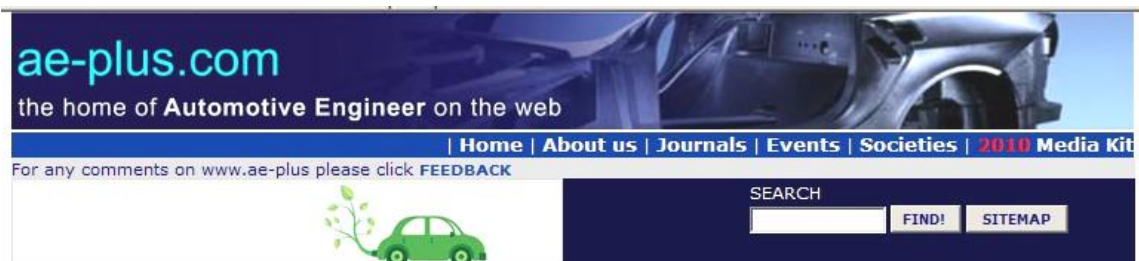 ae-plus.com
the home of Automotive Engineer on the web
| Home | About us | Journals | Events | Societies | 2010 Media Kit
For any comments on www.ae-plus please click FEEDBACK
SEARCH
FIND! SITEMAP